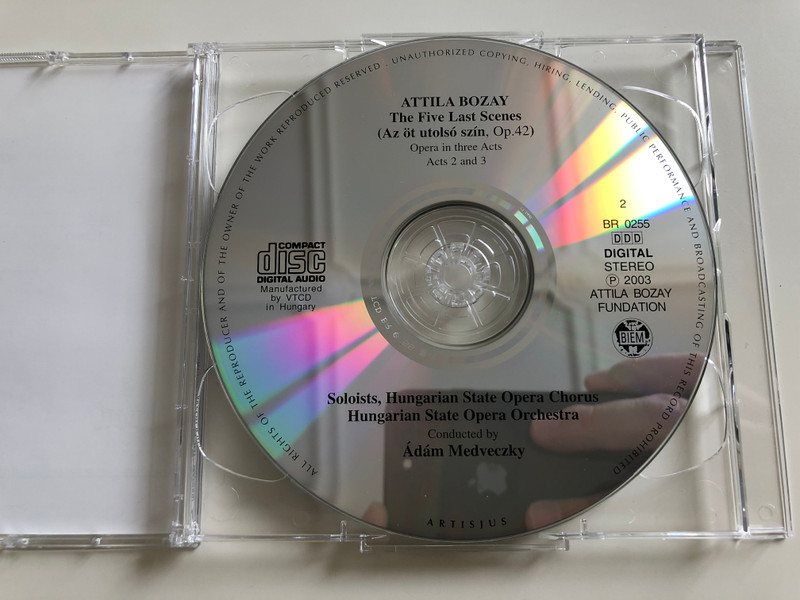 ALL RIGHTS OF THE REPRODUCER AND OF THE OWNER OF THE WORK REPRODUCED RESERVED . UNAUTHORIZED COPYING, HIRING, LENDING, PUBLIC PERFORMANCE AND BROADCASTING OF THIS RECORD PROHIBITED
ATTILA BOZAY
The Five Last Scenes
(Az öt utolsó szín, Op.42)
Opera in three Acts
Acts 2 and 3
COMPACT
disc
DIGITAL AUDIO
Manufactured
by VTCD
in Hungary
2
BR 0255
DDD
DIGITAL
STEREO
Ⓟ 2003
ATTILA BOZAY
FUNDATION
BIEM
Soloists, Hungarian State Opera Chorus
Hungarian State Opera Orchestra
Conducted by
Ádám Medveczky
ARTISJUS